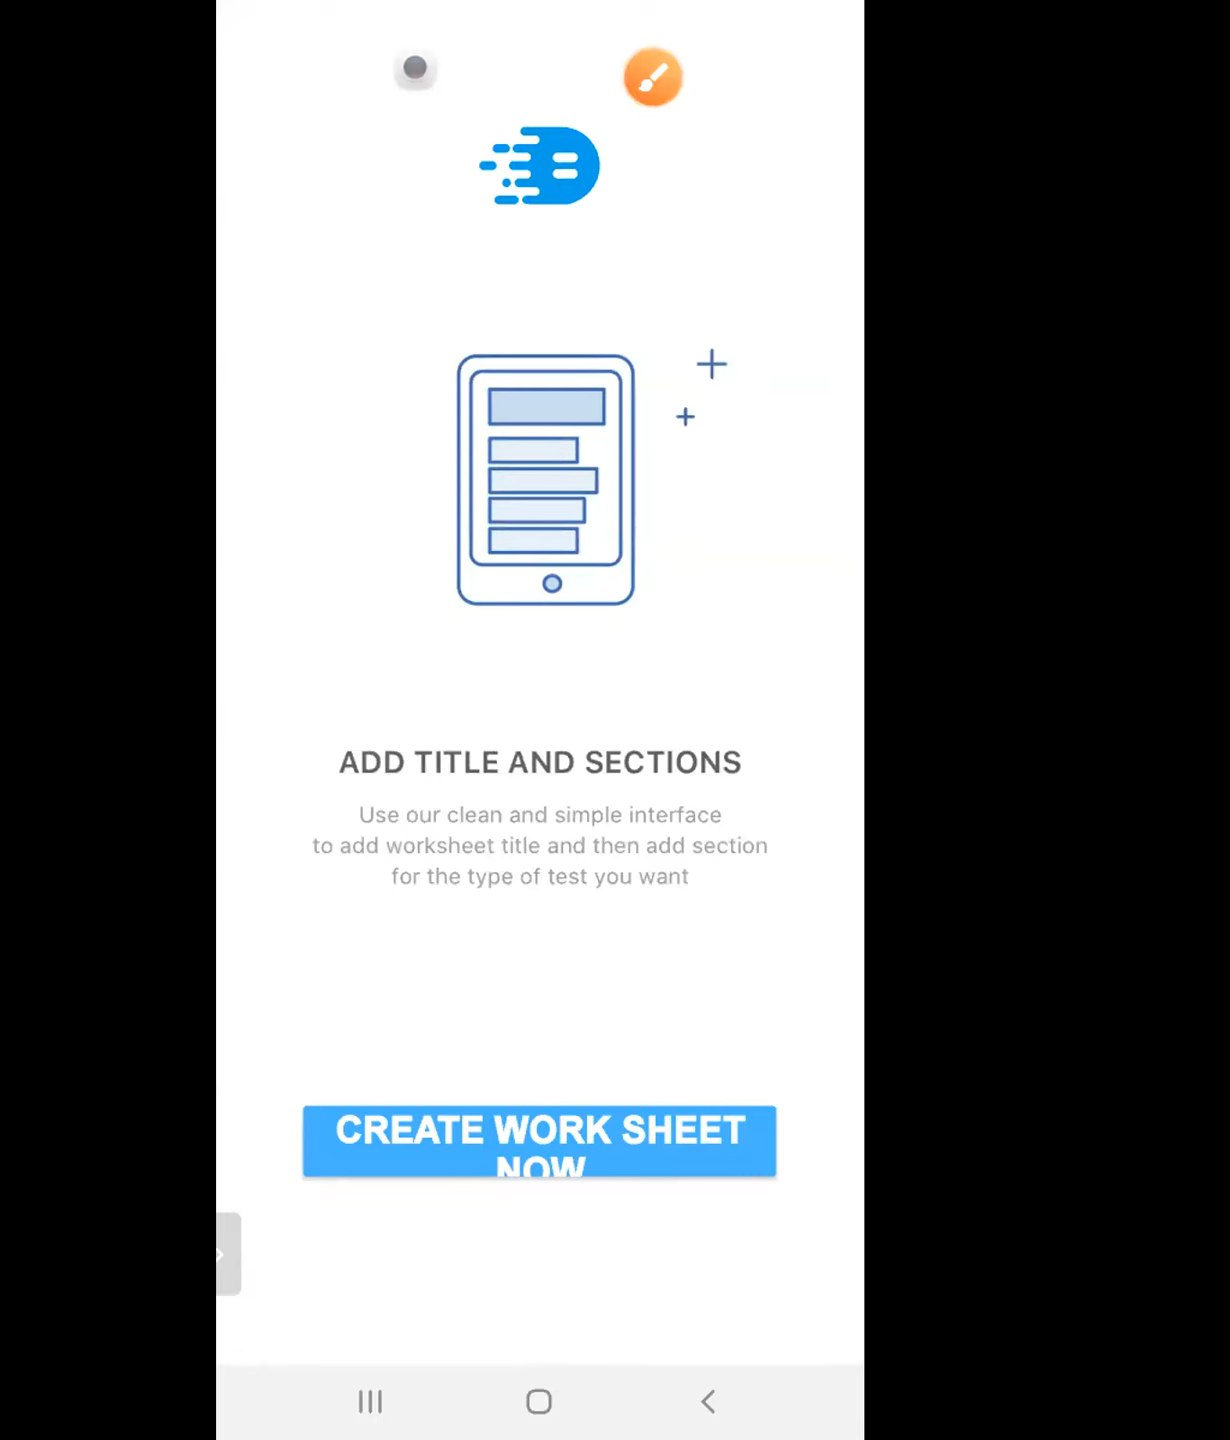 ADD TITLE AND SECTIONS
Use our clean and simple interface
to add worksheet title and then add section
for the type of test you want
CREATE WORK SHEET
NOW